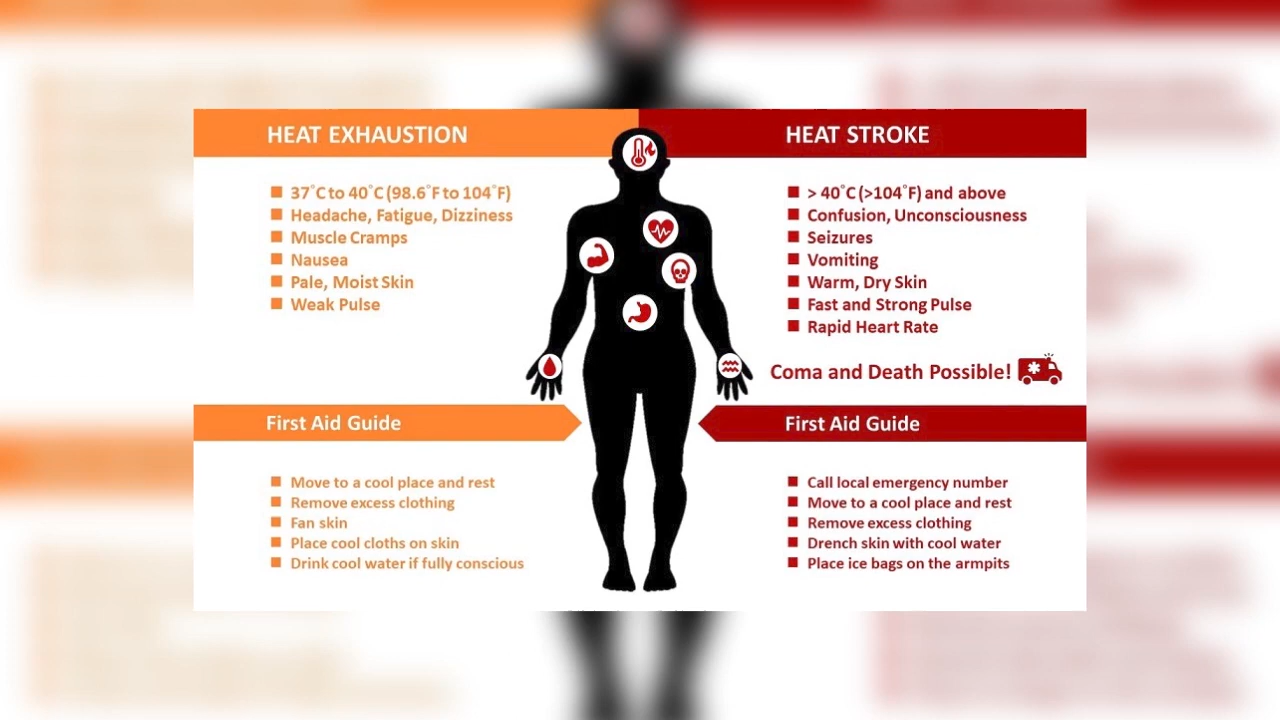 HEAT EXHAUSTION
37°C to 40°C (98.6°F to 104°F)
Headache, Fatigue, Dizziness
Muscle Cramps
Nausea
Pale, Moist Skin
Weak Pulse
First Aid Guide
Move to a cool place and rest
Remove excess clothing
Fan skin
Place cool cloths on skin
Drink cool water if fully conscious
HEAT STROKE
> 40°C (>104°F) and above
Confusion, Unconsciousness
Seizures
Vomiting
Warm, Dry Skin
Fast and Strong Pulse
Rapid Heart Rate
Coma and Death Possible!
First Aid Guide
Call local emergency number
Move to a cool place and rest
Remove excess clothing
Drench skin with cool water
Place ice bags on the armpits